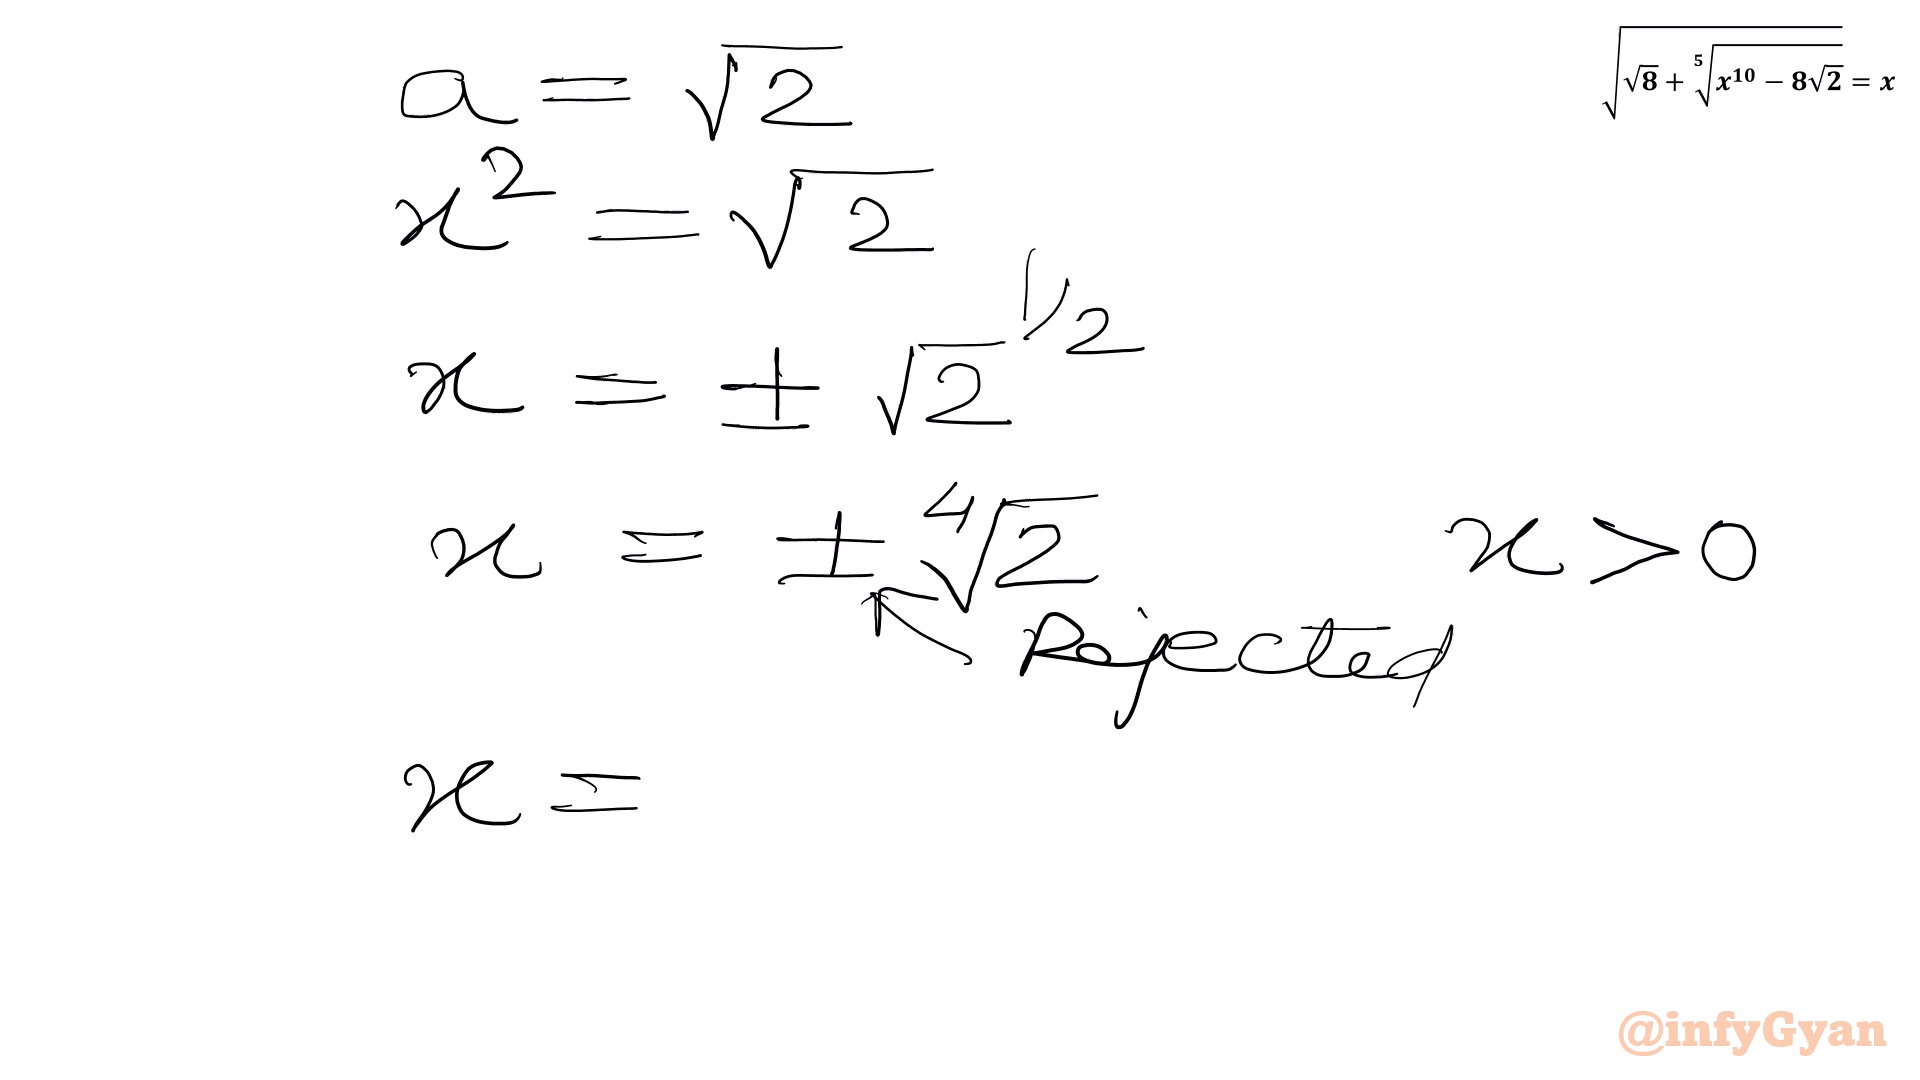 √(√8 + ⁵√(x¹⁰ − 8√2)) = x
a = √2
x² = √2
x = ± √2^1/2
x = ± ⁴√2 x > 0
Rejected
x =
@infyGyan